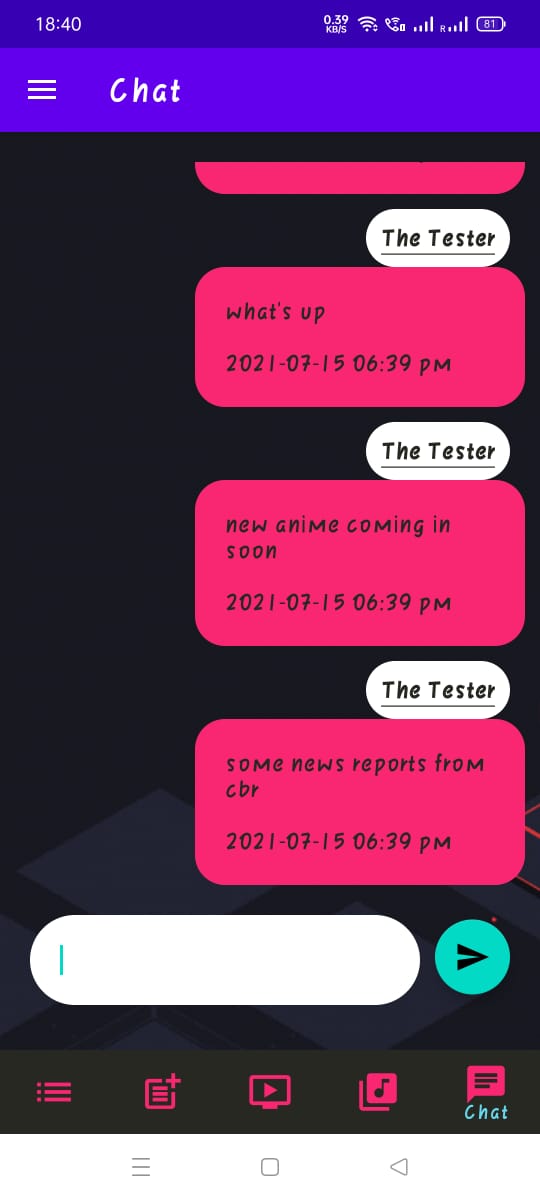 18:40
0.39
KB/S
R
81
Chat
The Tester
what's up
2021-07-15 06:39 PM
The Tester
new anime coming in
soon
2021-07-15 06:39 PM
The Tester
some news reports from
cbr
2021-07-15 06:39 PM
Chat